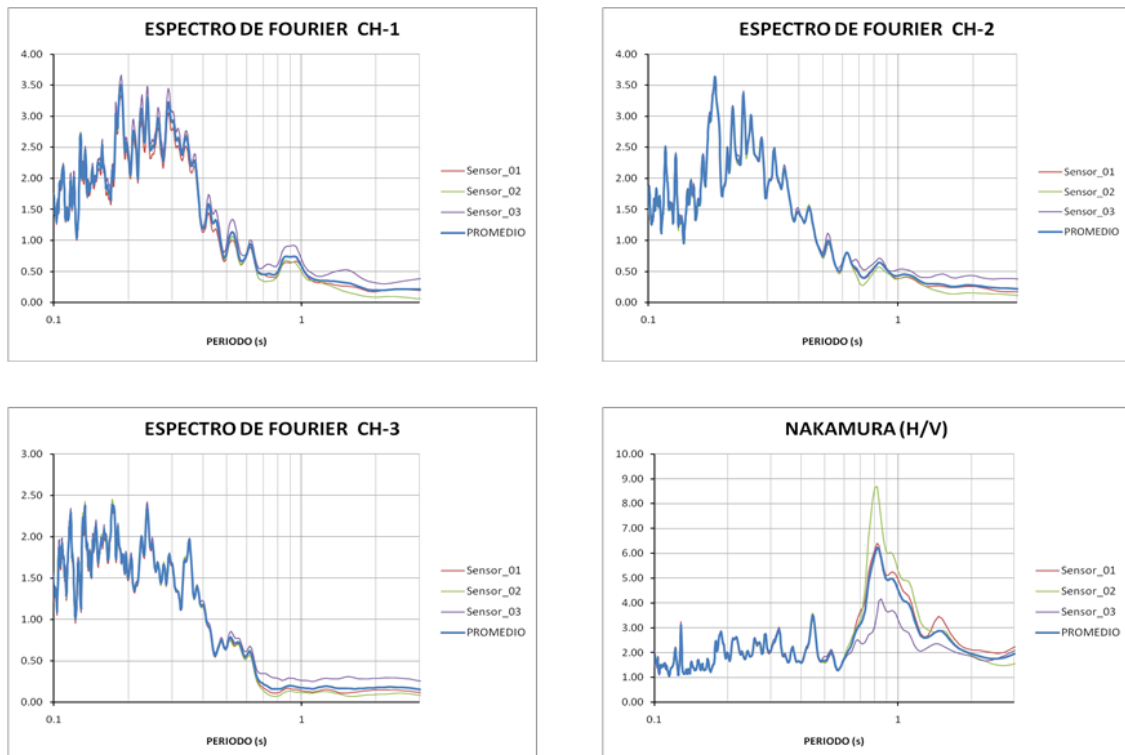 ESPECTRO DE FOURIER CH-1
4.00
3.50
3.00
2.50
2.00
1.50
1.00
0.50
0.00
0.1
1
PERIODO (s)
Sensor_01
Sensor_02
Sensor_03
PROMEDIO
ESPECTRO DE FOURIER CH-2
4.00
3.50
3.00
2.50
2.00
1.50
1.00
0.50
0.00
0.1
1
PERIODO (s)
Sensor_01
Sensor_02
Sensor_03
PROMEDIO
ESPECTRO DE FOURIER CH-3
3.00
2.50
2.00
1.50
1.00
0.50
0.00
0.1
1
PERIODO (s)
Sensor_01
Sensor_02
Sensor_03
PROMEDIO
NAKAMURA (H/V)
10.00
9.00
8.00
7.00
6.00
5.00
4.00
3.00
2.00
1.00
0.00
0.1
1
PERIODO (s)
Sensor_01
Sensor_02
Sensor_03
PROMEDIO